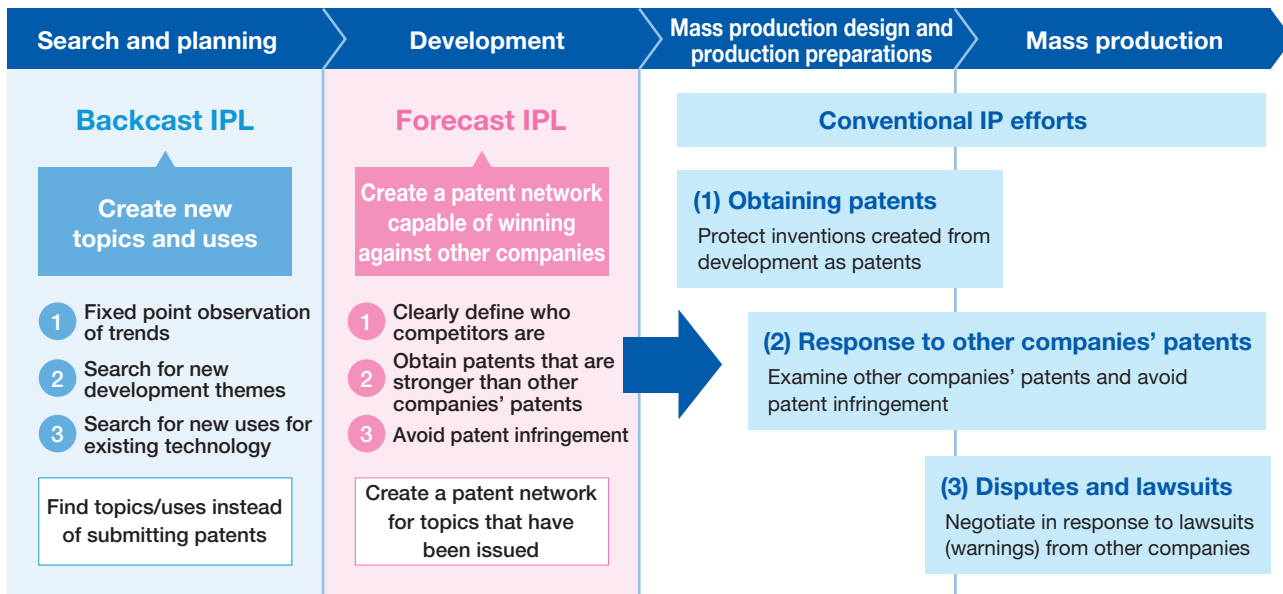 Search and planning
Development
Mass production design and
production preparations
Mass production
Backcast IPL
Create new
topics and uses
1 Fixed point observation
of trends
2 Search for new
development themes
3 Search for new uses for
existing technology
Find topics/uses instead
of submitting patents
Forecast IPL
Create a patent network
capable of winning
against other companies
1 Clearly define who
competitors are
2 Obtain patents that are
stronger than other
companies’ patents
3 Avoid patent infringement
Create a patent network
for topics that have
been issued
Conventional IP efforts
(1) Obtaining patents
Protect inventions created from
development as patents
(2) Response to other companies’ patents
Examine other companies’ patents and avoid
patent infringement
(3) Disputes and lawsuits
Negotiate in response to lawsuits
(warnings) from other companies